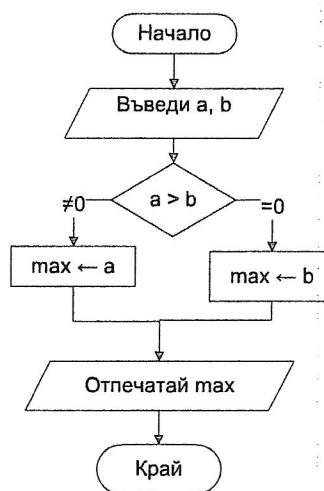 Начало
Въведи a, b
a > b
≠0
=0
max ← a
max ← b
Отпечатай max
Край